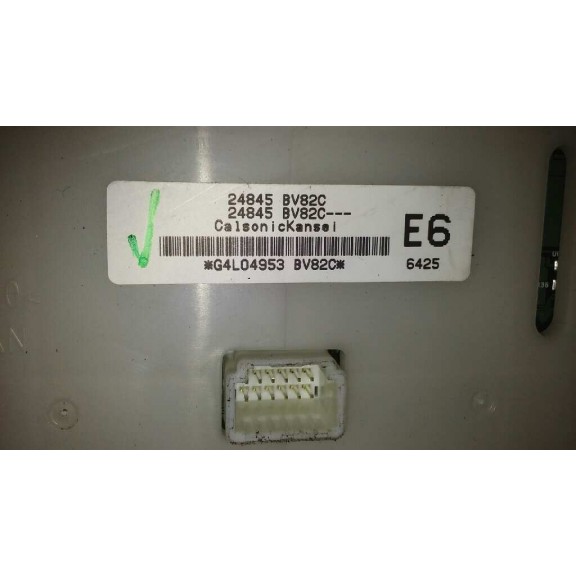 24845 BV82C
24845 BV82C---
CalsonicKansei
E6
*G4L04953 BV82C*
6425